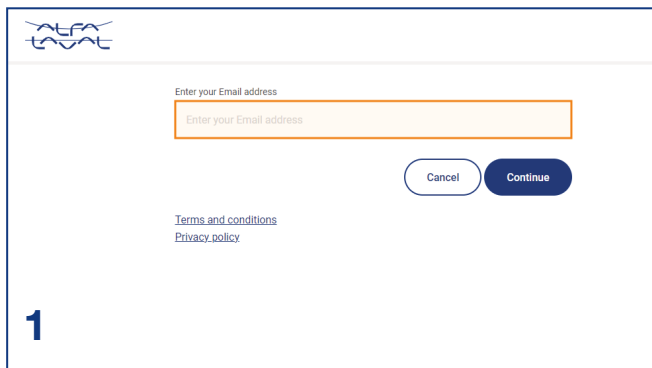 ALFA
LAVAL
Enter your Email address
Enter your Email address
Cancel
Continue
Terms and conditions
Privacy policy
1